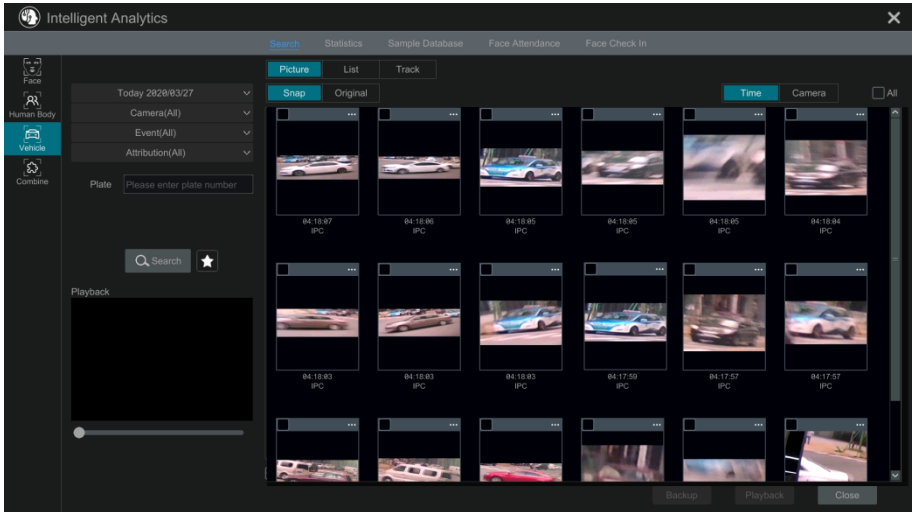 Intelligent Analytics
Search Statistics Sample Database Face Attendance Face Check In
Face
Human Body
Vehicle
Combine
Today 2020/03/27
Camera(All)
Event(All)
Attribution(All)
Plate Please enter plate number
Search
Playback
Picture List Track
Snap Original
Time Camera All
04:18:07 04:18:06 04:18:05 04:18:05 04:18:05 04:18:04
IPC IPC IPC IPC IPC IPC
04:18:03 04:18:03 04:18:03 04:17:59 04:17:57 04:17:57
IPC IPC IPC IPC IPC IPC
Backup Playback Close